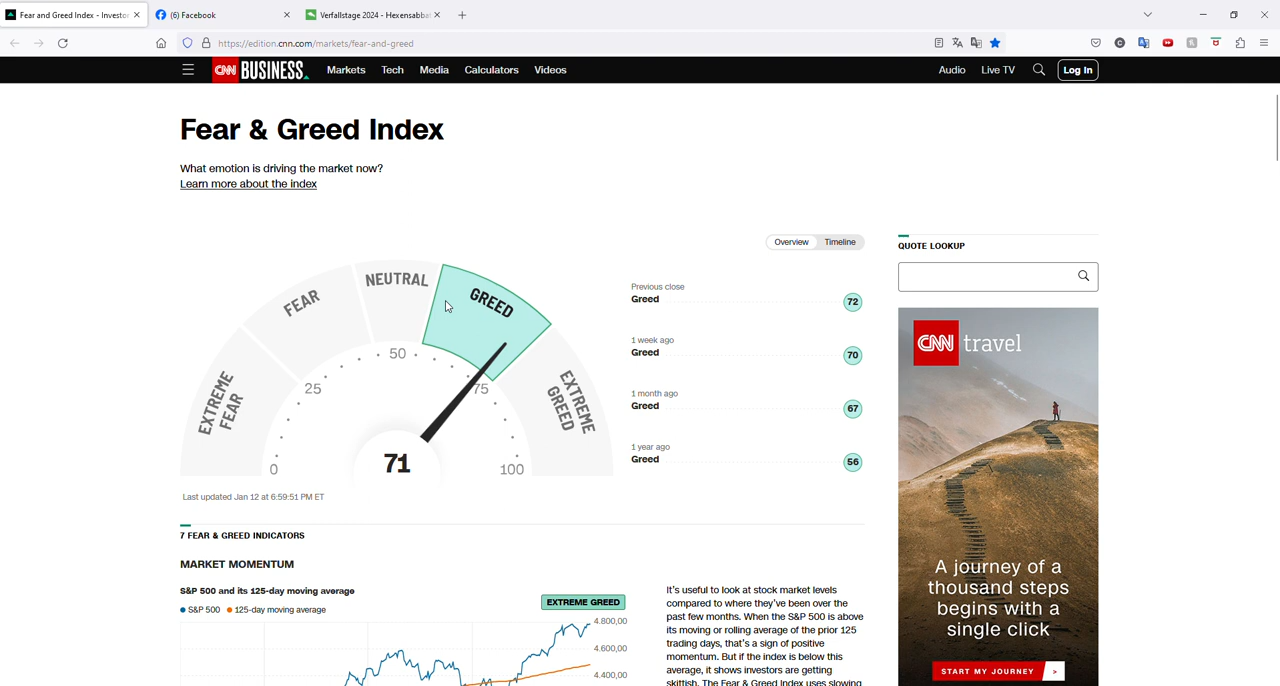 Fear and Greed Index - Investor
(6) Facebook
Verfallstage 2024 - Hexensabbat
https://edition.cnn.com/markets/fear-and-greed
CNN BUSINESS
Markets
Tech
Media
Calculators
Videos
Audio
Live TV
Log In
Fear & Greed Index
What emotion is driving the market now?
Learn more about the index
Overview
Timeline
EXTREME FEAR
FEAR
NEUTRAL
GREED
EXTREME GREED
0
25
50
75
100
71
Last updated Jan 12 at 6:59:51 PM ET
Previous close
Greed
72
1 week ago
Greed
70
1 month ago
Greed
67
1 year ago
Greed
56
QUOTE LOOKUP
CNN travel
A journey of a
thousand steps
begins with a
single click
START MY JOURNEY >
7 FEAR & GREED INDICATORS
MARKET MOMENTUM
S&P 500 and its 125-day moving average
S&P 500
125-day moving average
EXTREME GREED
4.800,00
4.600,00
4.400,00
It's useful to look at stock market levels
compared to where they've been over the
past few months. When the S&P 500 is above
its moving or rolling average of the prior 125
trading days, that's a sign of positive
momentum. But if the index is below this
average, it shows investors are getting
skittish. The Fear & Greed Index uses slowing